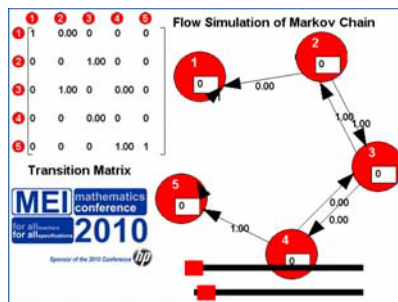 Flow Simulation of Markov Chain
1 2 3 4 5
1 1 0.00 0 0 0
2 0 0 1.00 0 0
3 0 1.00 0 0.00 0
4 0 0 0.00 0 0
5 0 0 0 1.00 1
Transition Matrix
1
0
1
2
0
0.00
1.00
1.00
3
0
5
0
0.00
0.00
1.00
4
0
MEI mathematics
conference
for all teachers
for all specifications
2010
Sponsor of the 2010 Conference hp